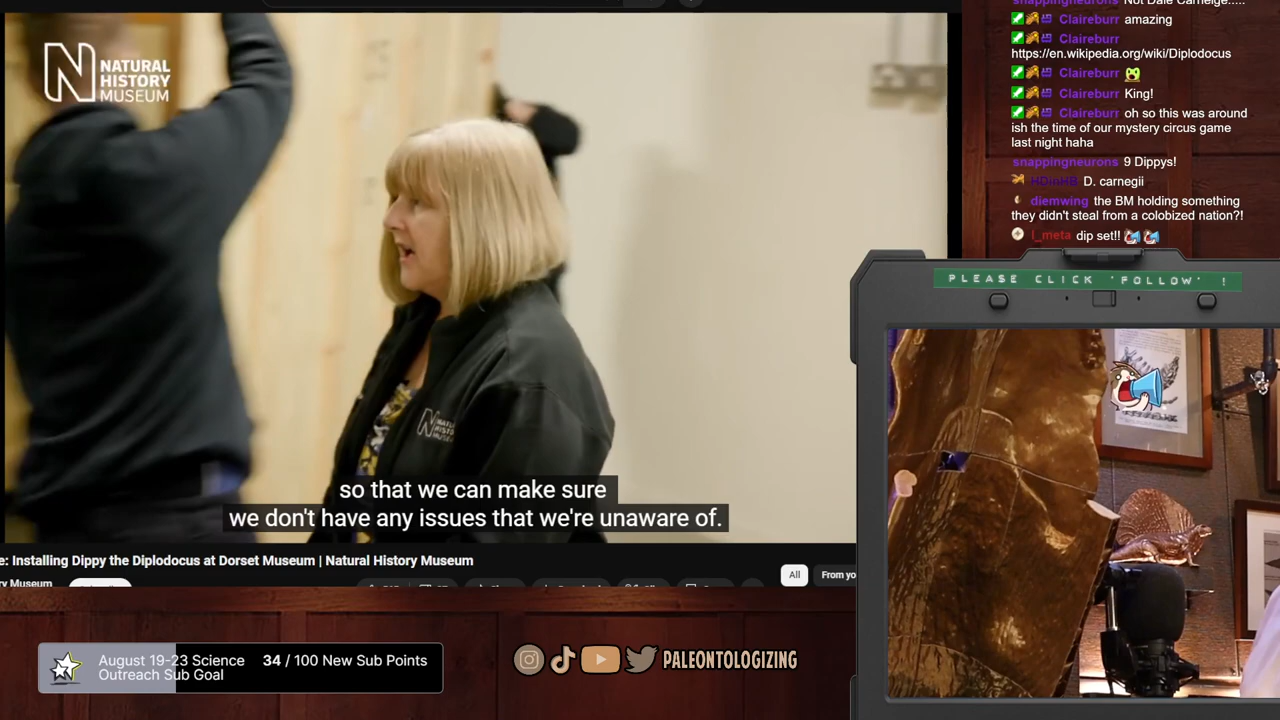 NATURAL
HISTORY
MUSEUM
so that we can make sure
we don't have any issues that we're unaware of.
e: Installing Dippy the Diplodocus at Dorset Museum | Natural History Museum
ry Museum
All
From yo
Claireburr amazing
Claireburr
https://en.wikipedia.org/wiki/Diplodocus
Claireburr
Claireburr King!
Claireburr oh so this was around
ish the time of our mystery circus game
last night haha
snappingneurons 9 Dippys!
HDinHB D. carnegii
diemwing the BM holding something
they didn't steal from a colobized nation?!
l_meta dip set!!
PLEASE CLICK 'FOLLOW' !
August 19-23 Science
Outreach Sub Goal
34 / 100 New Sub Points
PALEONTOLOGIZING